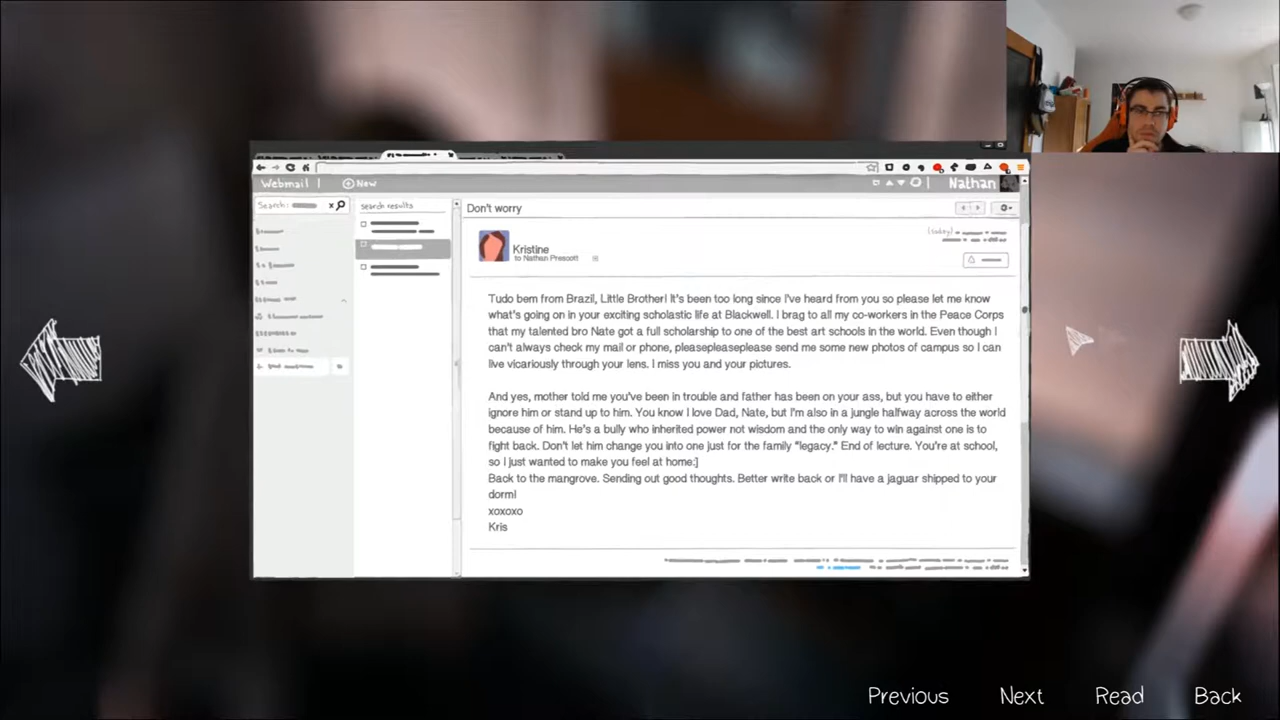 Webmail |
New
Nathan
Search:
search results
Don't worry
(today)
Kristine
to Nathan Prescott
Tudo bem from Brazil, Little Brother! It's been too long since I've heard from you so please let me know
what's going on in your exciting scholastic life at Blackwell. I brag to all my co-workers in the Peace Corps
that my talented bro Nate got a full scholarship to one of the best art schools in the world. Even though I
can't always check my mail or phone, pleasepleaseplease send me some new photos of campus so I can
live vicariously through your lens. I miss you and your pictures.
And yes, mother told me you've been in trouble and father has been on your ass, but you have to either
ignore him or stand up to him. You know I love Dad, Nate, but I'm also in a jungle halfway across the world
because of him. He's a bully who inherited power not wisdom and the only way to win against one is to
fight back. Don't let him change you into one just for the family "legacy." End of lecture. You're at school,
so I just wanted to make you feel at home:]
Back to the mangrove. Sending out good thoughts. Better write back or I'll have a jaguar shipped to your
dorm!
xoxoxo
Kris
Previous
Next
Read
Back